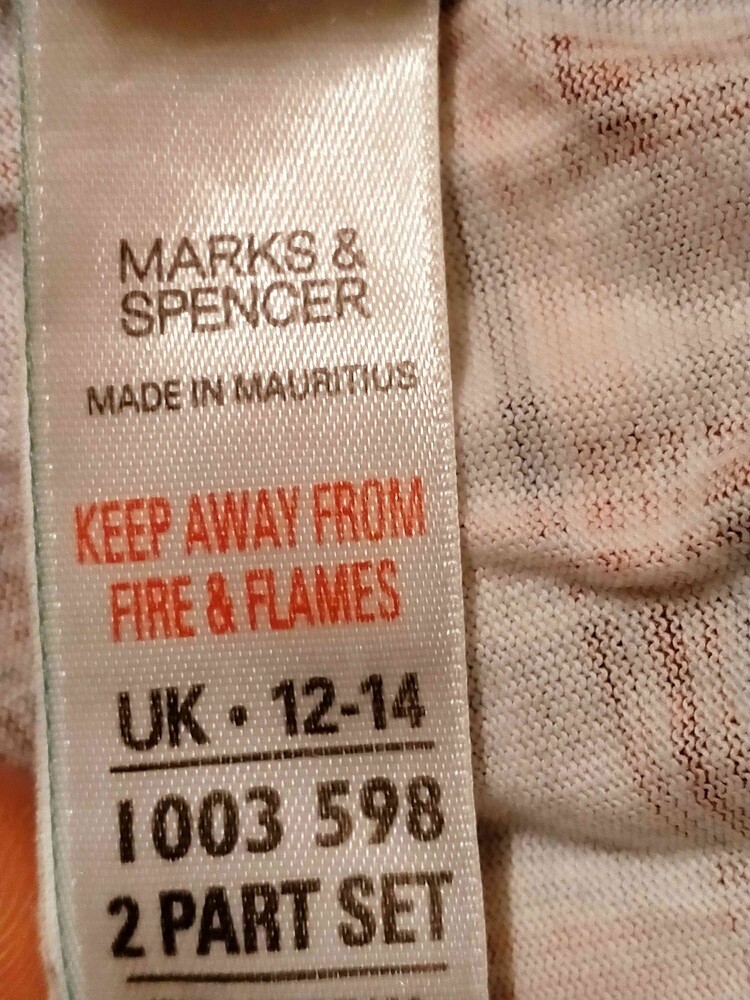 MARKS &
SPENCER
MADE IN MAURITIUS
KEEP AWAY FROM
FIRE & FLAMES
UK • 12-14
1003 598
2 PART SET